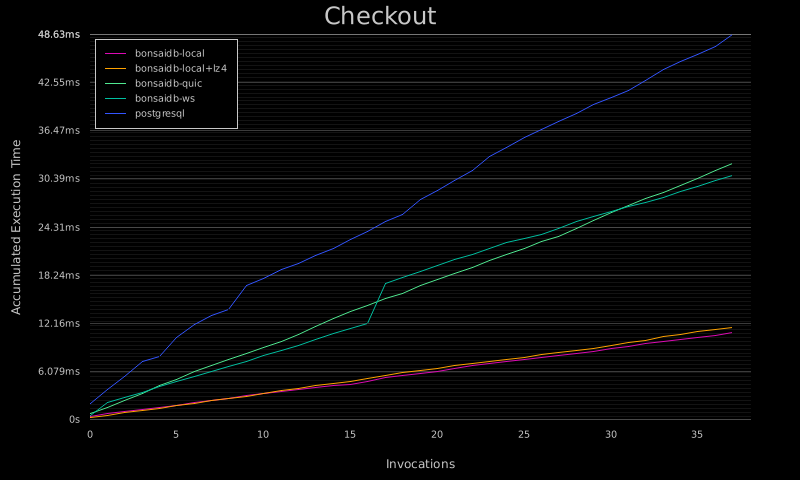 Checkout
48.63ms
42.55ms
36.47ms
30.39ms
24.31ms
18.24ms
12.16ms
6.079ms
0s
Accumulated Execution Time
bonsaidb-local
bonsaidb-local+lz4
bonsaidb-quic
bonsaidb-ws
postgresql
0 5 10 15 20 25 30 35
Invocations